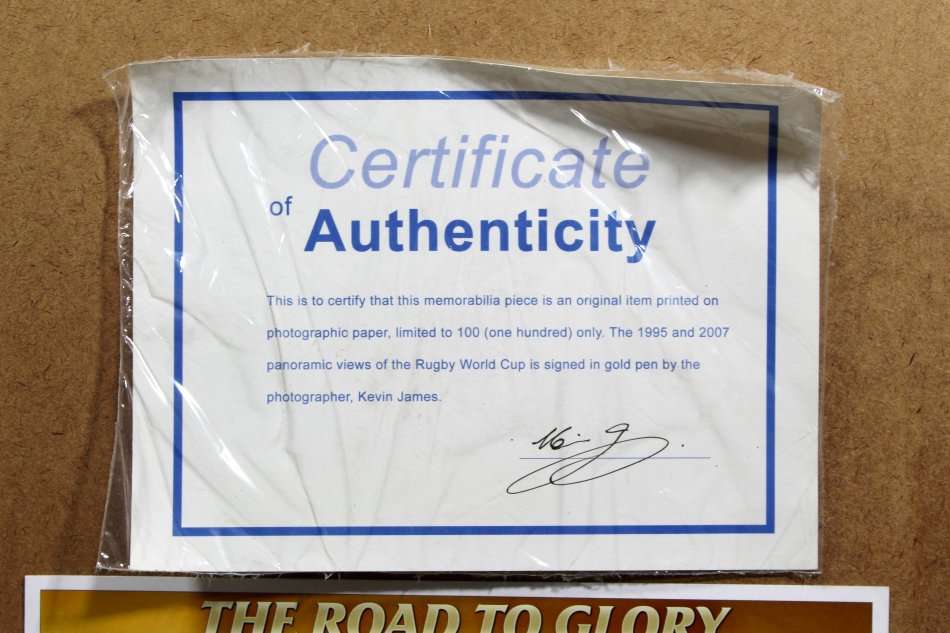 Certificate
of Authenticity
This is to certify that this memorabilia piece is an original item printed on
photographic paper, limited to 100 (one hundred) only. The 1995 and 2007
panoramic views of the Rugby World Cup is signed in gold pen by the
photographer, Kevin James.
THE ROAD TO GLORY